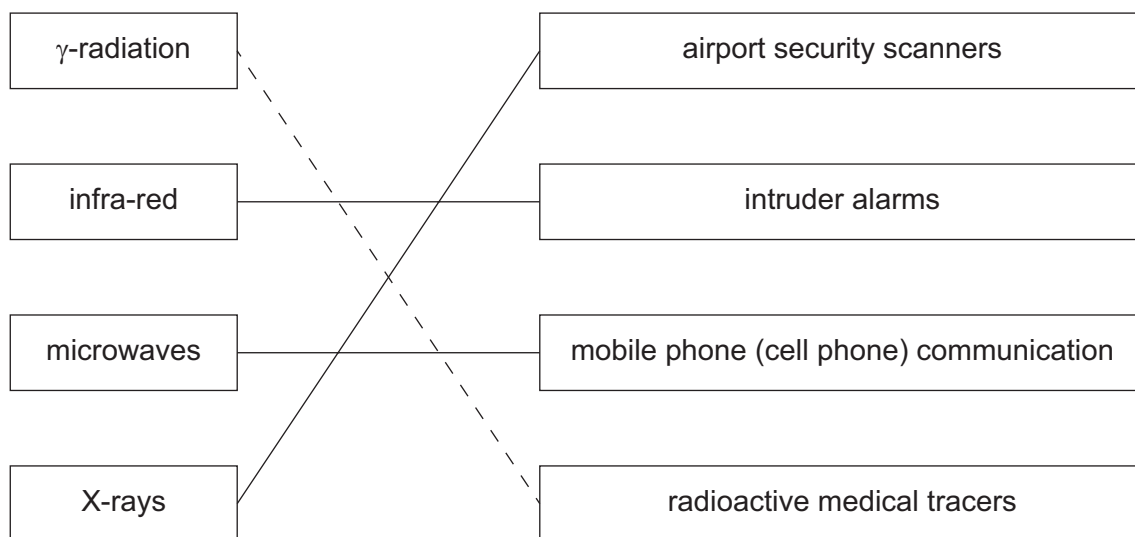 γ-radiation
airport security scanners
infra-red
intruder alarms
microwaves
mobile phone (cell phone) communication
X-rays
radioactive medical tracers